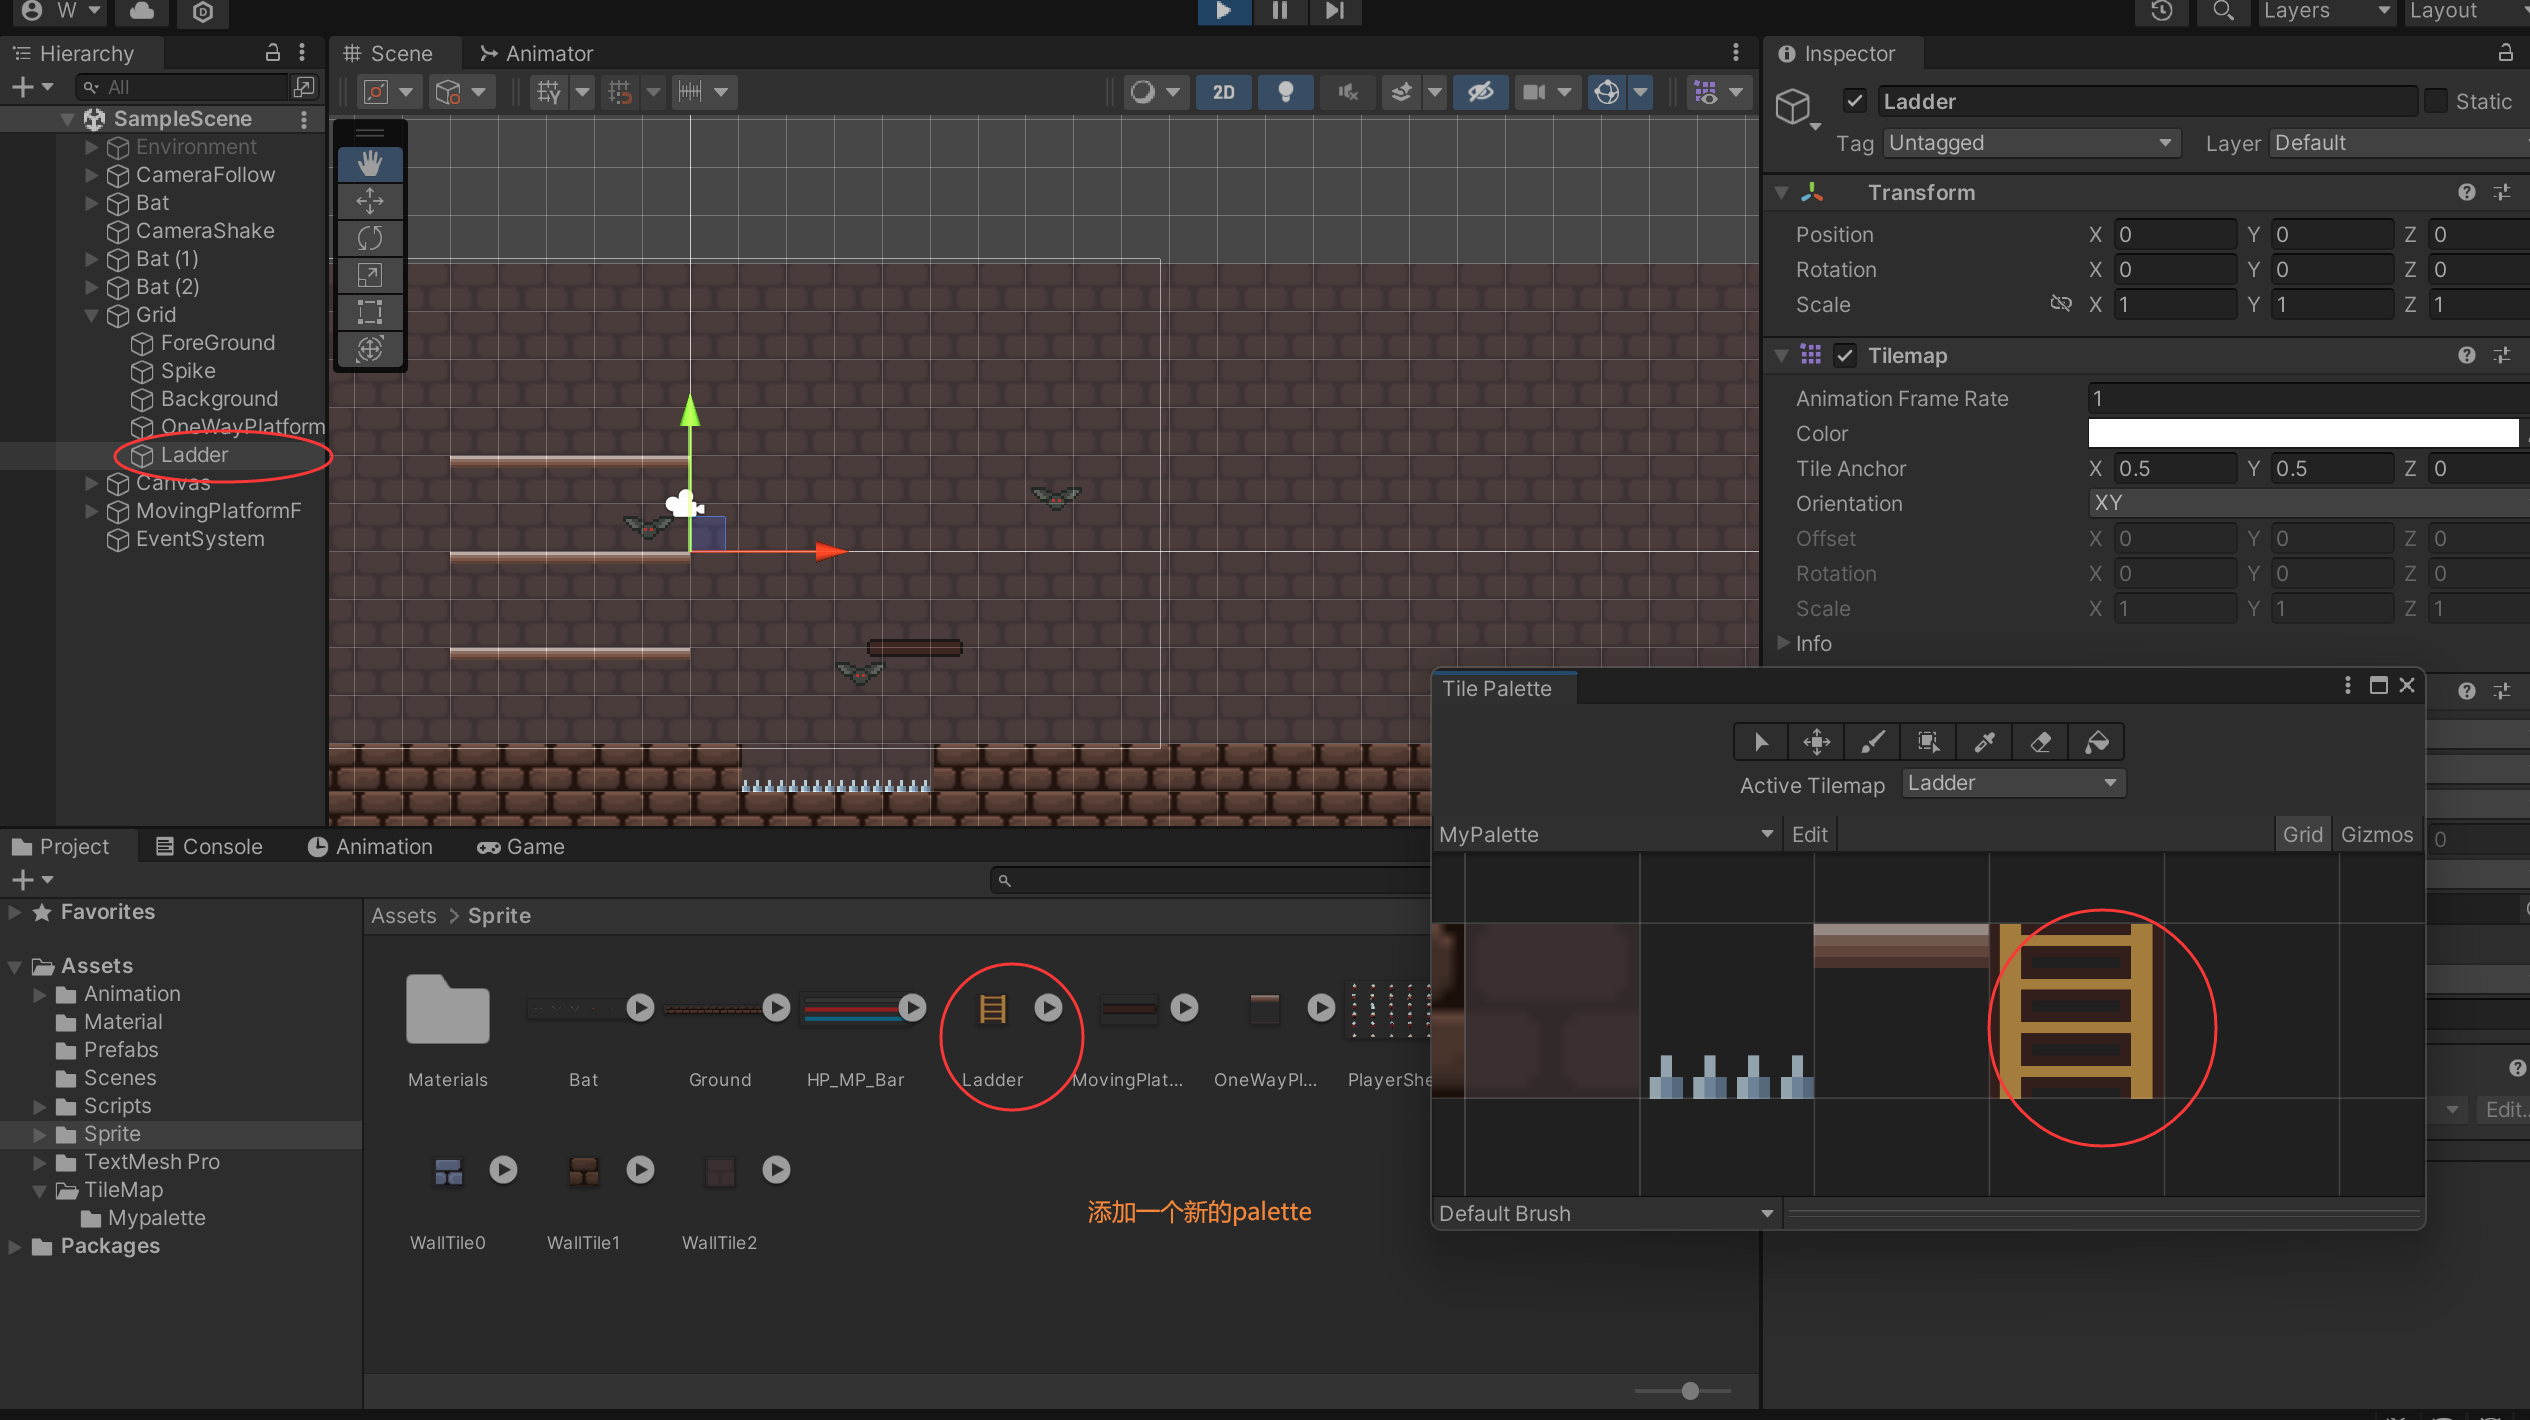 W
Layers
Layout
Hierarchy
All
SampleScene
Environment
CameraFollow
Bat
CameraShake
Bat (1)
Bat (2)
Grid
ForeGround
Spike
Background
OneWayPlatform
Ladder
Canvas
MovingPlatformF
EventSystem
Scene
Animator
2D
Inspector
Ladder
Static
Tag Untagged
Layer Default
Transform
Position X 0 Y 0 Z 0
Rotation X 0 Y 0 Z 0
Scale X 1 Y 1 Z 1
Tilemap
Animation Frame Rate 1
Color
Tile Anchor X 0.5 Y 0.5 Z 0
Orientation XY
Offset X 0 Y 0 Z 0
Rotation X 0 Y 0 Z 0
Scale X 1 Y 1 Z 1
Info
0
Edit..
Tile Palette
Active Tilemap Ladder
MyPalette
Edit
Grid
Gizmos
Default Brush
Project
Console
Animation
Game
Favorites
Assets
Animation
Material
Prefabs
Scenes
Scripts
Sprite
TextMesh Pro
TileMap
Mypalette
Packages
Assets > Sprite
Materials
Bat
Ground
HP_MP_Bar
Ladder
MovingPlat...
OneWayPl...
PlayerShe
WallTile0
WallTile1
WallTile2
添加一个新的palette